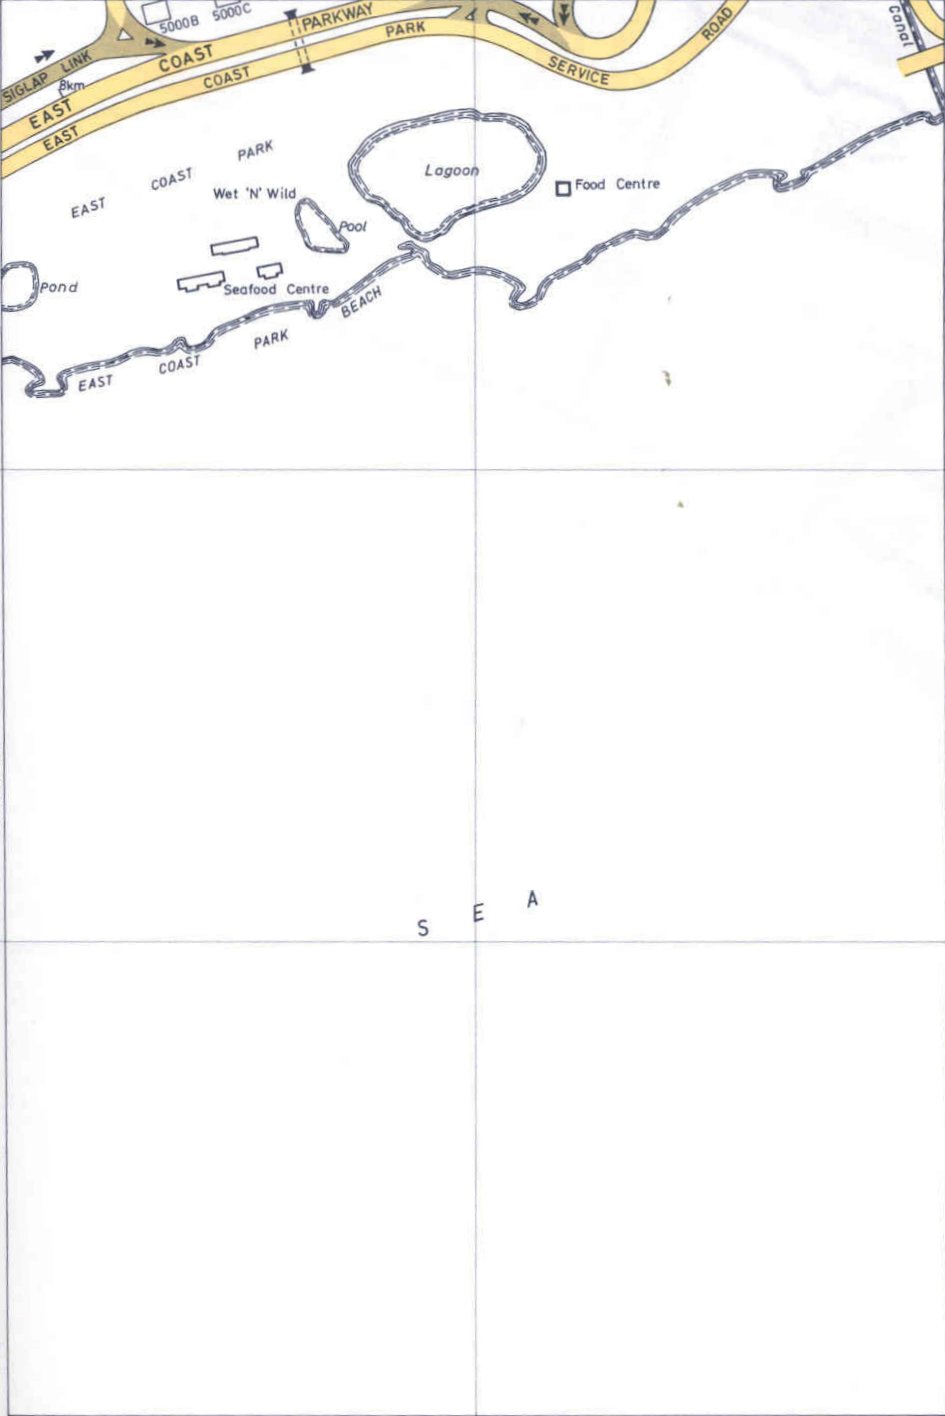 5000B
5000C
SIGLAP LINK
8km
EAST COAST PARKWAY
EAST COAST PARK SERVICE ROAD
Canal
EAST COAST PARK
Wet 'N' Wild
Lagoon
Food Centre
Pool
Pond
Seafood Centre
EAST COAST PARK BEACH
SEA